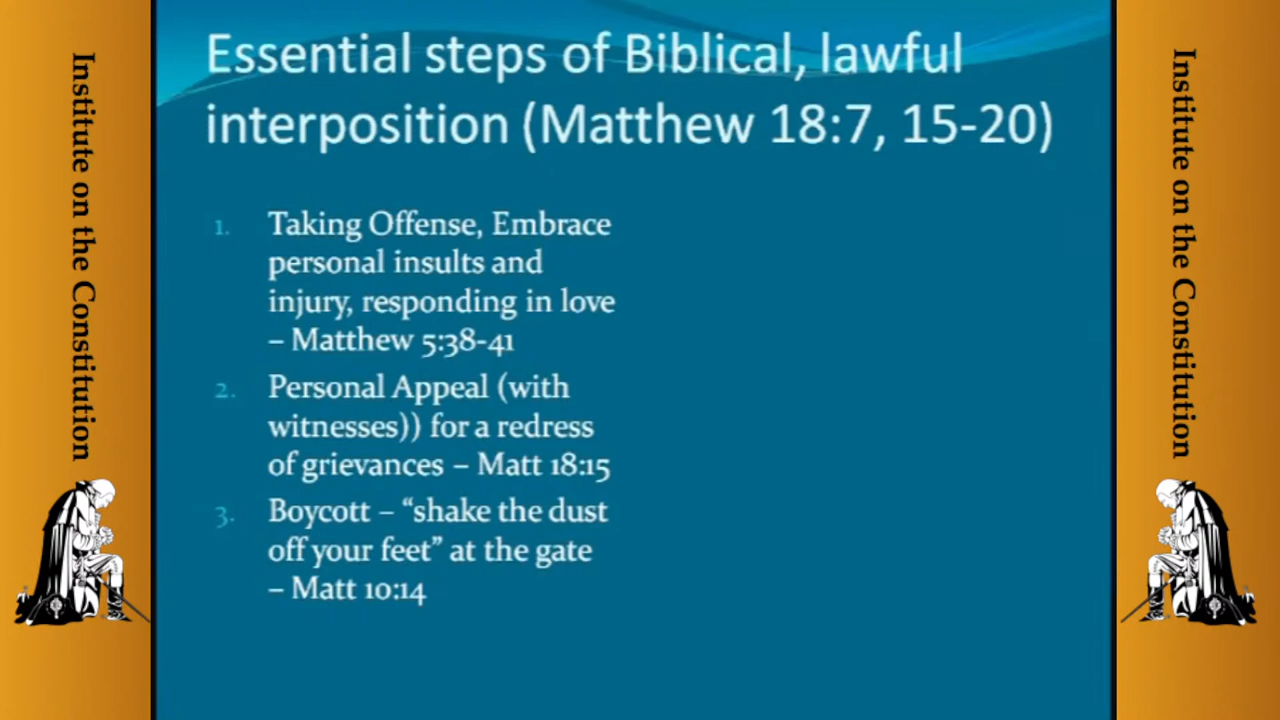 Institute on the Constitution
Essential steps of Biblical, lawful
interposition (Matthew 18:7, 15-20)
1. Taking Offense, Embrace
personal insults and
injury, responding in love
– Matthew 5:38-41
2. Personal Appeal (with
witnesses)) for a redress
of grievances – Matt 18:15
3. Boycott – “shake the dust
off your feet” at the gate
– Matt 10:14
Institute on the Constitution